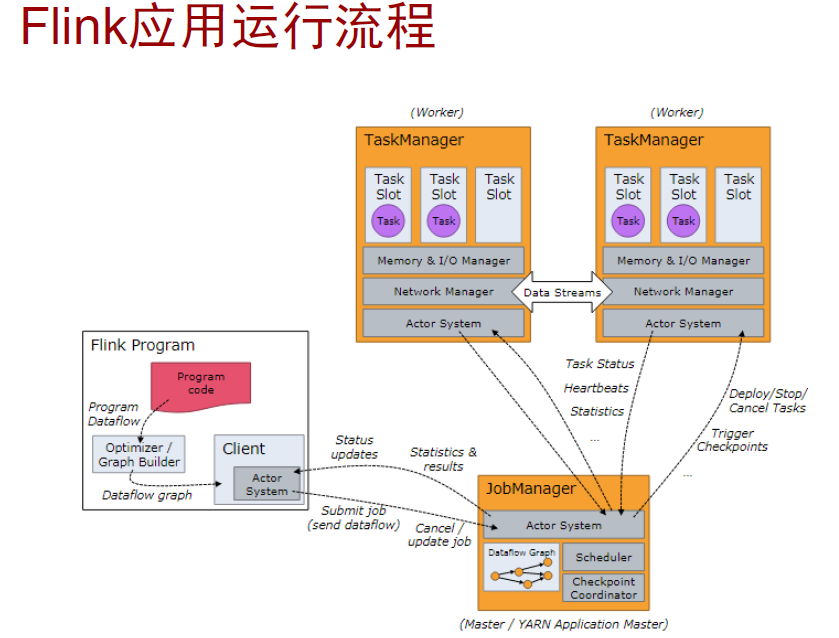 Flink应用运行流程
(Worker)
(Worker)
TaskManager
TaskManager
Task
Slot
Task
Slot
Task
Slot
Task
Slot
Task
Slot
Task
Slot
Task
Task
Task
Task
Memory & I/O Manager
Memory & I/O Manager
Network Manager
Data Streams
Network Manager
Actor System
Actor System
Flink Program
Program
code
Program
Dataflow
Optimizer /
Graph Builder
Dataflow graph
Client
Actor
System
Status
updates
Statistics &
results
Submit job
(send dataflow)
Cancel /
update job
Task Status
Heartbeats
Statistics
...
Deploy/Stop/
Cancel Tasks
Trigger
Checkpoints
...
JobManager
Actor System
Dataflow Graph
Scheduler
Checkpoint
Coordinator
(Master / YARN Application Master)